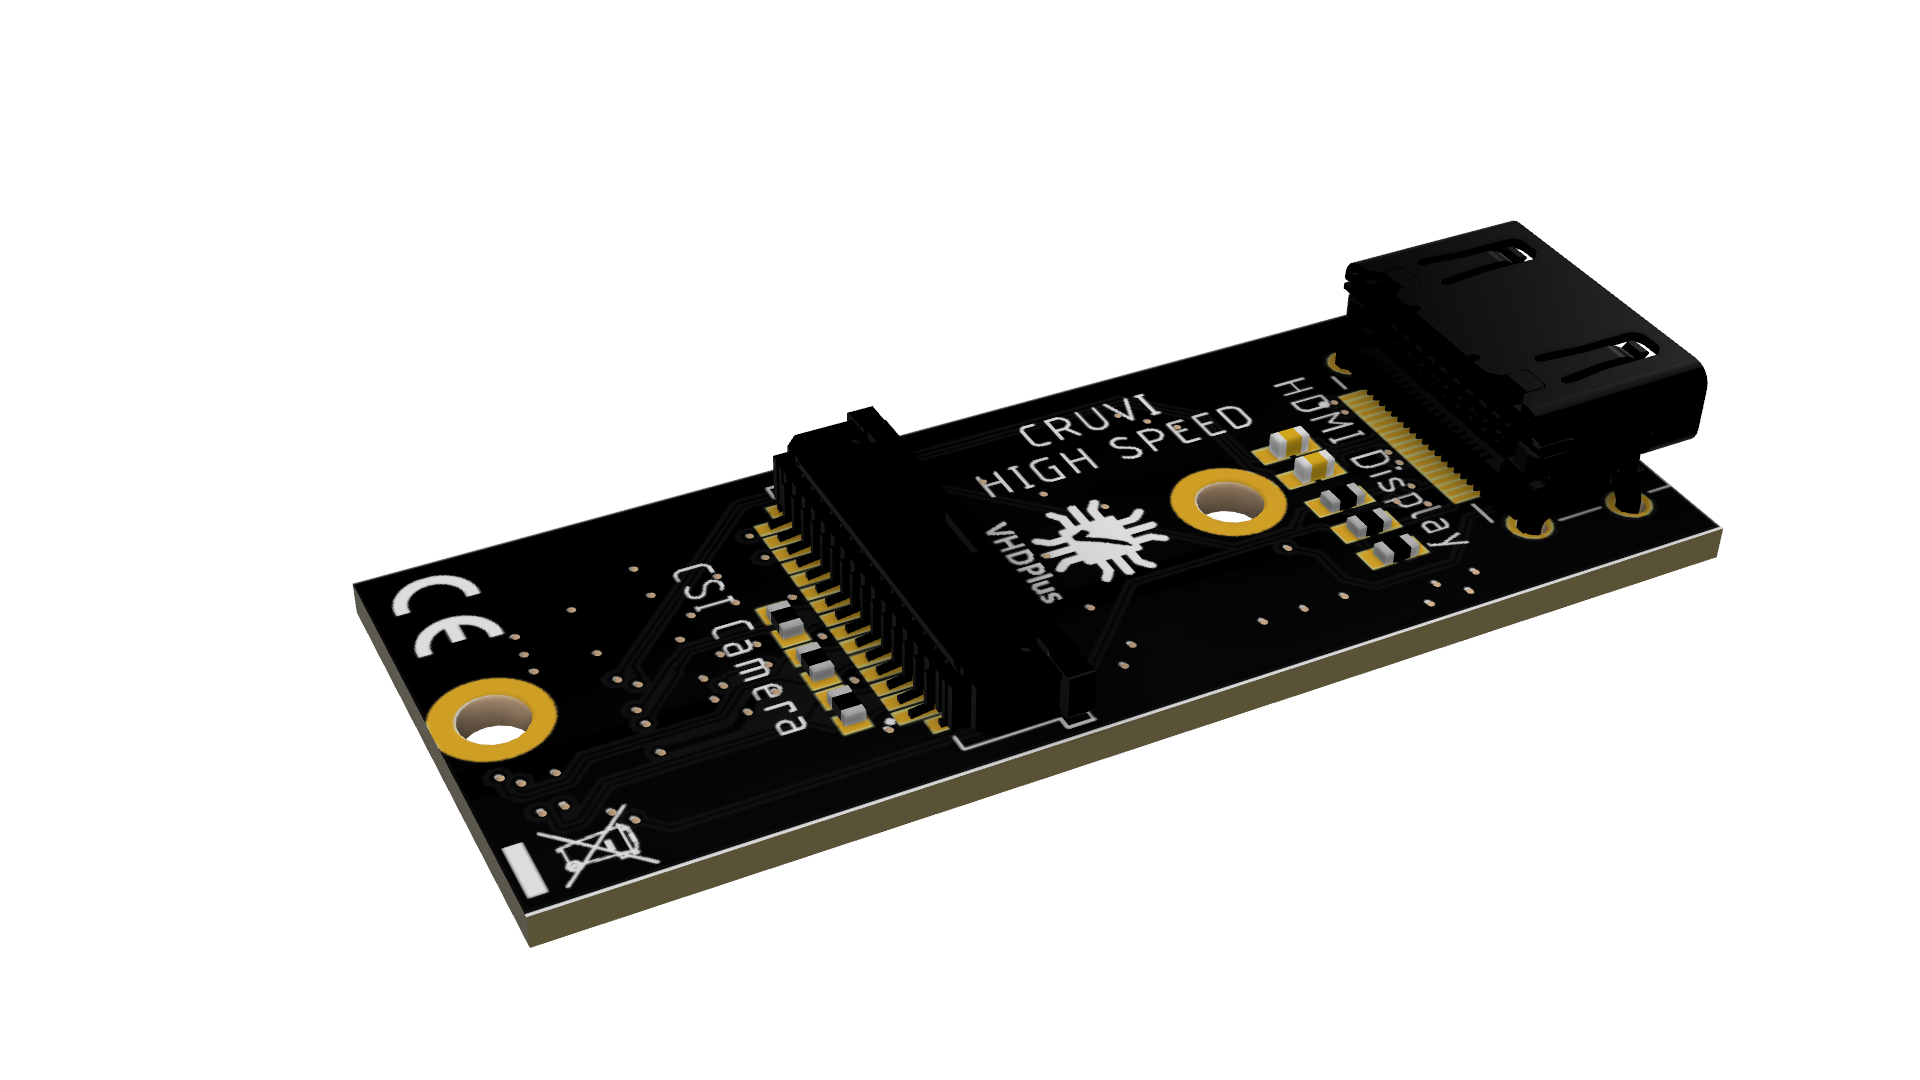 CE
CSI Camera
CRUVI
HIGH SPEED
VHDPlus
HDMI Display